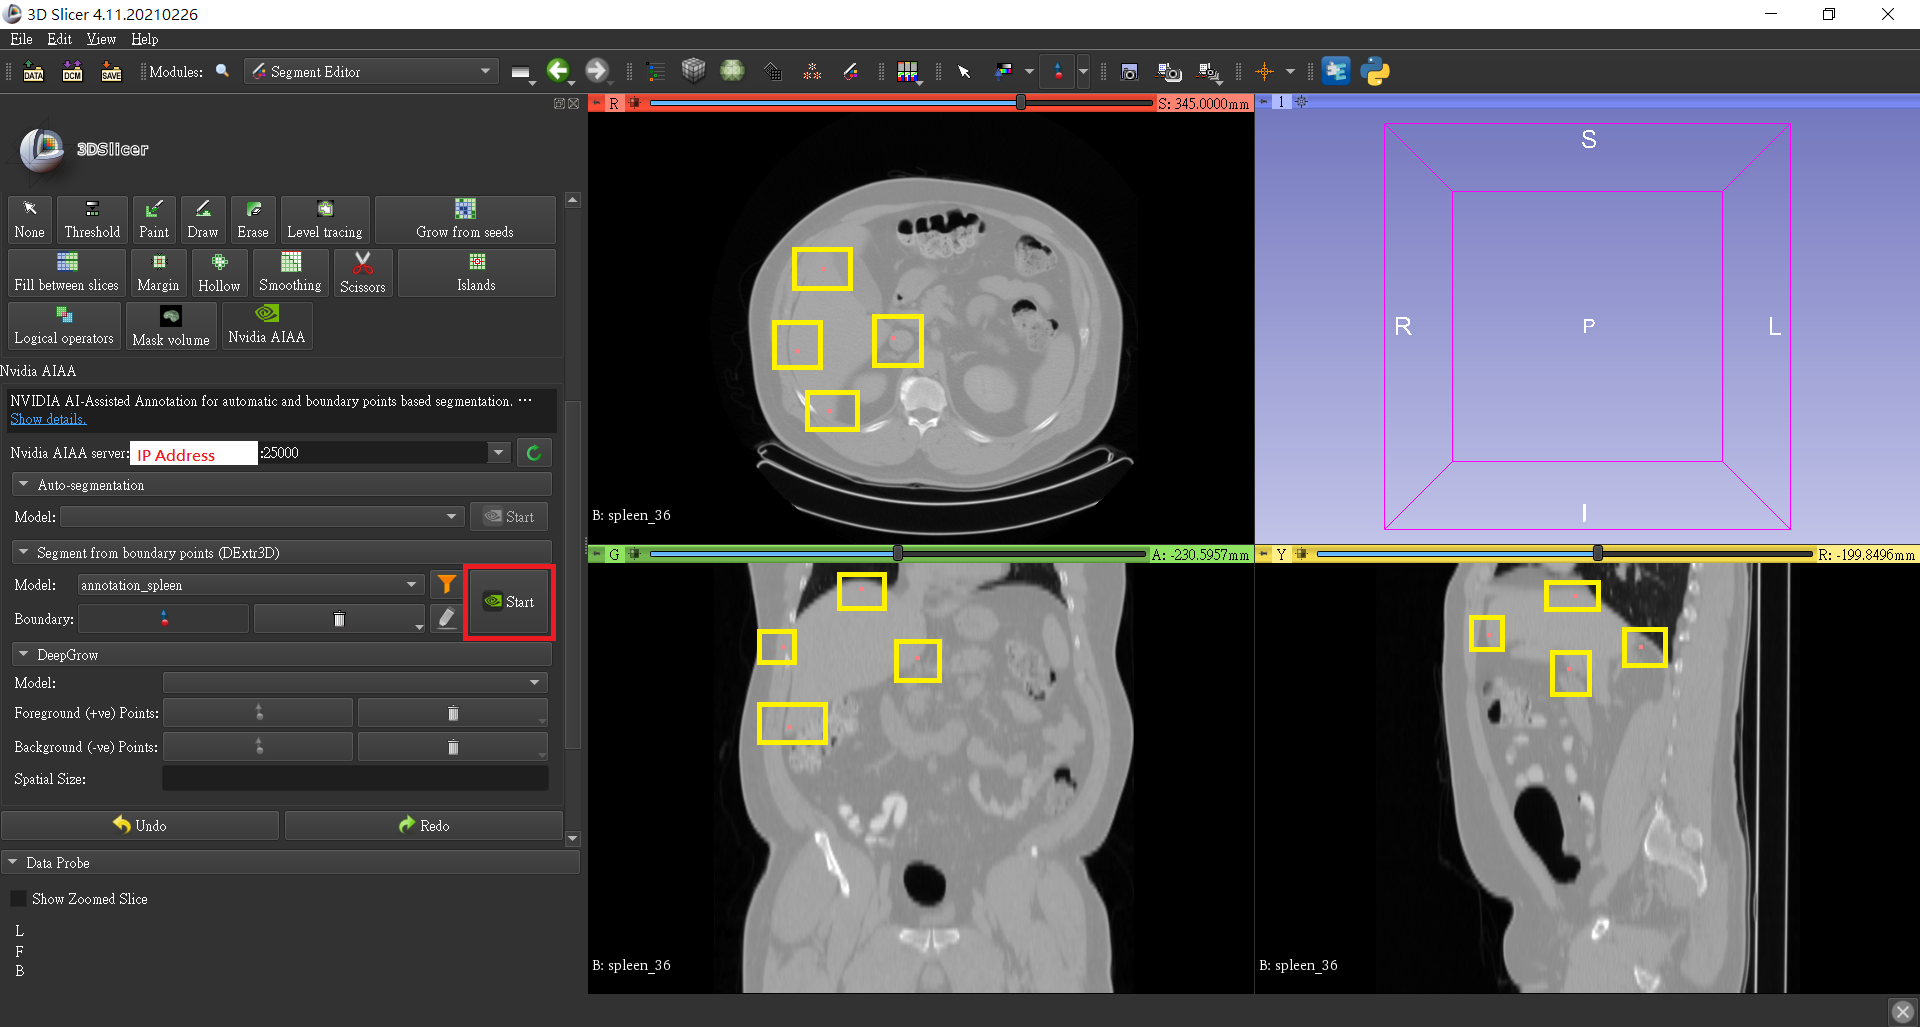 3D Slicer 4.11.20210226
File Edit View Help
DATA DCM SAVE Modules: Segment Editor
3DSlicer
None Threshold Paint Draw Erase Level tracing Grow from seeds
Fill between slices Margin Hollow Smoothing Scissors Islands
Logical operators Mask volume Nvidia AIAA
Nvidia AIAA
NVIDIA AI-Assisted Annotation for automatic and boundary points based segmentation. ...
Show details.
Nvidia AIAA server: IP Address :25000
Auto-segmentation
Model: Start
Segment from boundary points (DExtr3D)
Model: annotation_spleen
Start
Boundary:
DeepGrow
Model:
Foreground (+ve) Points:
Background (-ve) Points:
Spatial Size:
Undo Redo
Data Probe
Show Zoomed Slice
L
F
B
R S: 345.0000mm
B: spleen_36
1
S
R P L
I
G A: -230.5957mm
B: spleen_36
Y R: -199.8496mm
B: spleen_36